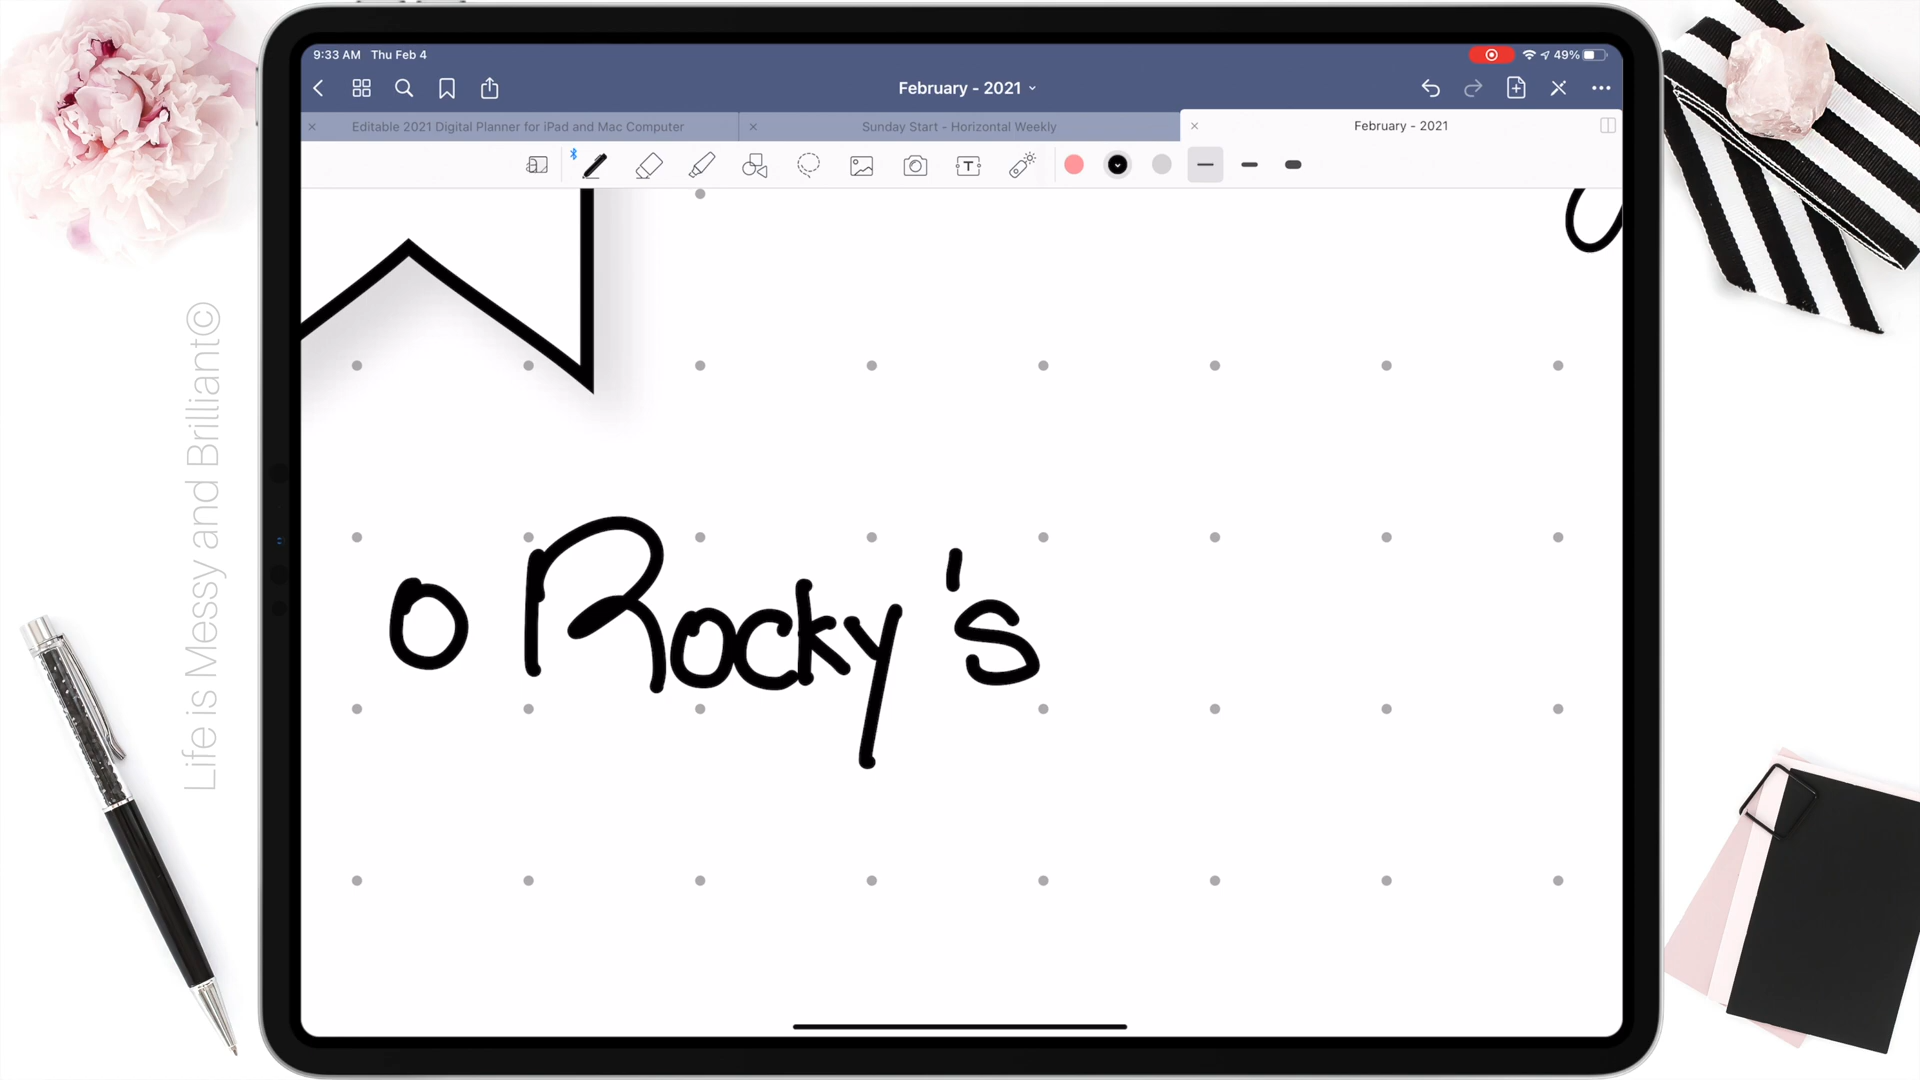 9:33 AM Thu Feb 4
49%
February - 2021
Editable 2021 Digital Planner for iPad and Mac Computer
Sunday Start - Horizontal Weekly
February - 2021
T
o Rocky's
Life is Messy and Brilliant©